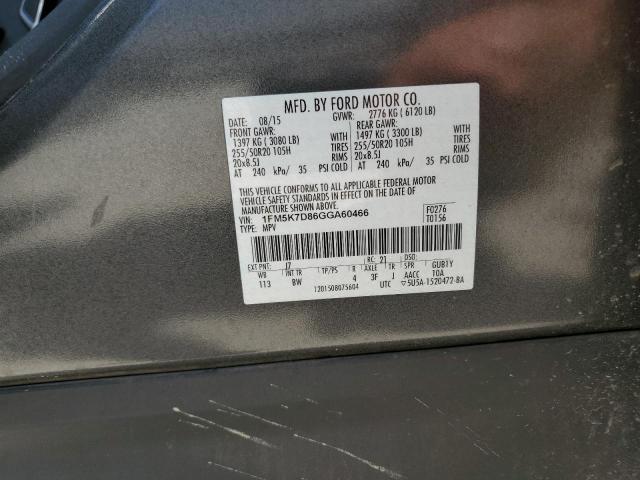 MFD. BY FORD MOTOR CO.
DATE: 08/15 GVWR: 2776 KG ( 6120 LB)
FRONT GAWR: REAR GAWR:
1397 KG ( 3080 LB) WITH 1497 KG ( 3300 LB) WITH
255/50R20 105H TIRES 255/50R20 105H TIRES
20x8.5J RIMS 20x8.5J RIMS
AT 240 kPa/ 35 PSI COLD AT 240 kPa/ 35 PSI COLD
THIS VEHICLE CONFORMS TO ALL APPLICABLE FEDERAL MOTOR
VEHICLE SAFETY STANDARDS IN EFFECT ON THE DATE OF
MANUFACTURE SHOWN ABOVE.
VIN: 1FM5K7D86GGA60466 F0276
TYPE: MPV T0156
EXT PNT: J7 RC: 21 DSO:
WB INT TR TP/PS R AXLE TR SPR GUB1Y
113 BW 4 3F J AACC 10A
1201508075604 UTC ▽5U5A-1520472-BA